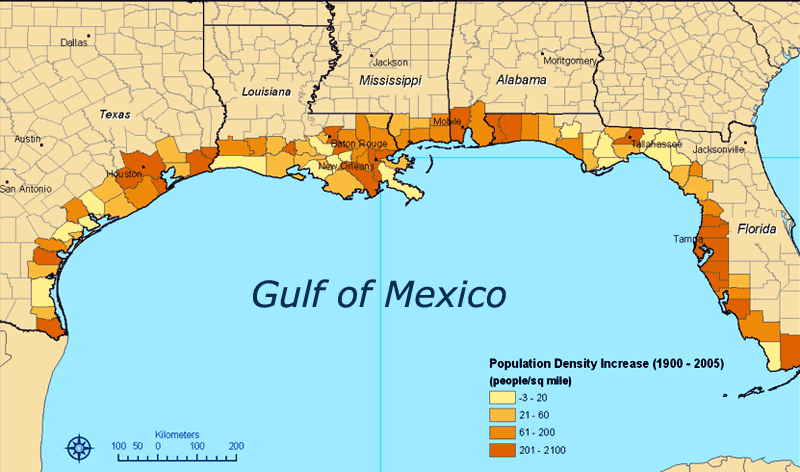 Dallas
Jackson
Montgomery
Mississippi
Alabama
Louisiana
Texas
Mobile
Austin
Baton Rouge
Tallahassee
Jacksonville
New Orleans
Houston
San Antonio
Florida
Tampa
Gulf of Mexico
Population Density Increase (1900 - 2005)
(people/sq mile)
-3 - 20
21 - 60
61 - 200
201 - 2100
Kilometers
100 50 0 100 200